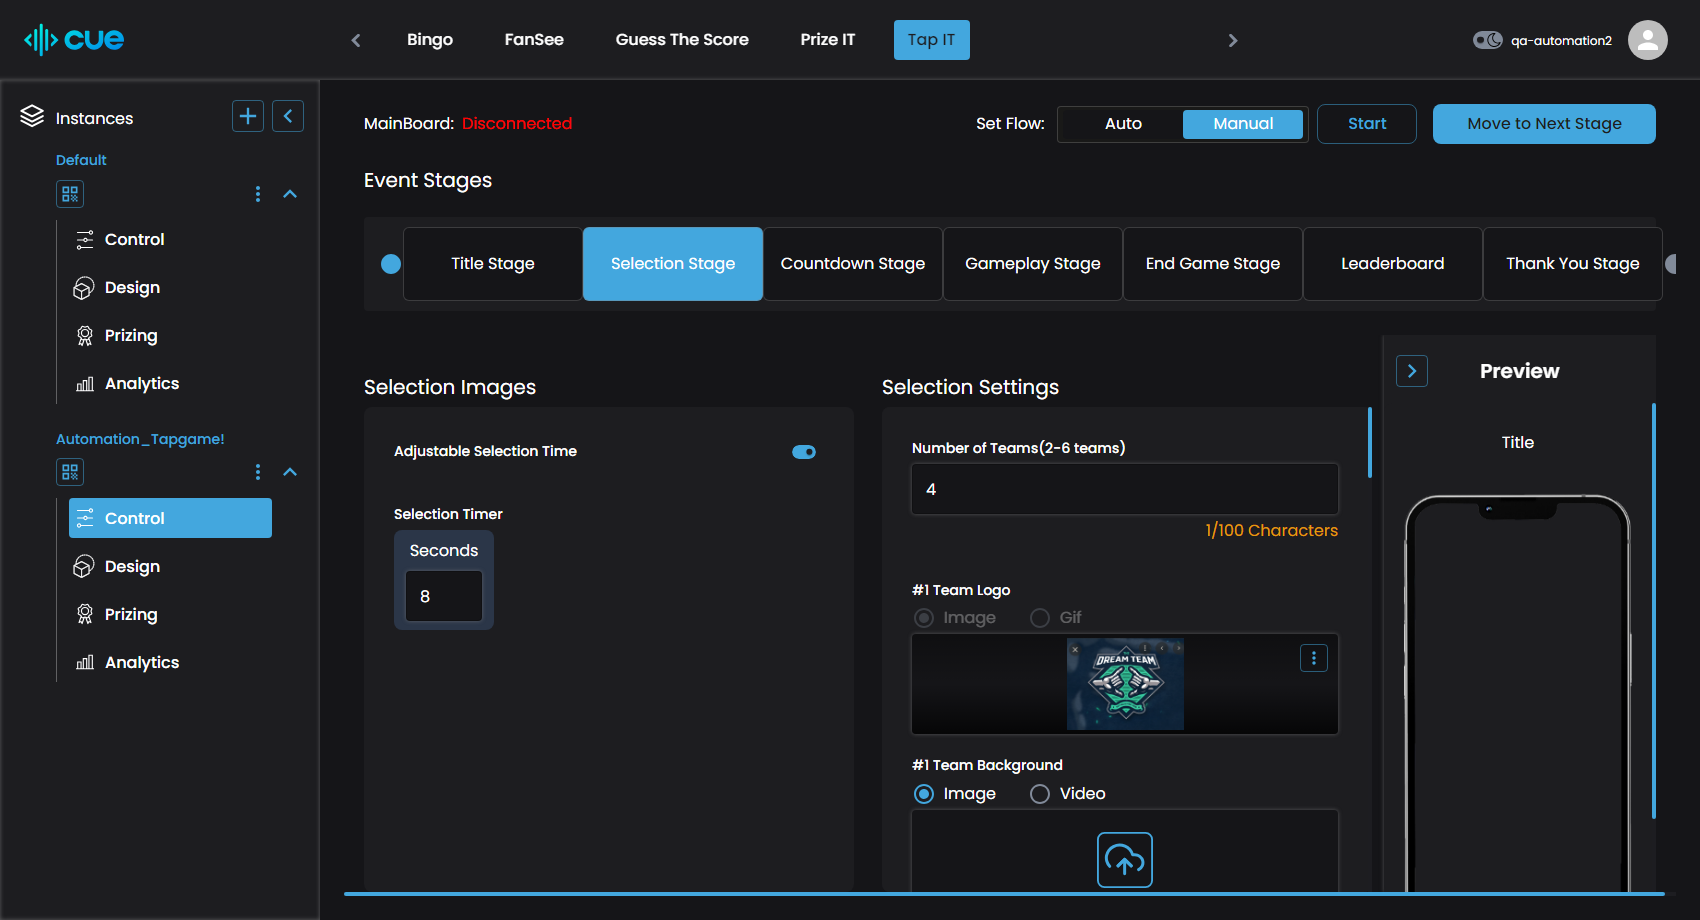 cue
Bingo
FanSee
Guess The Score
Prize IT
Tap IT
qa-automation2
Instances
Default
Control
Design
Prizing
Analytics
Automation_Tapgame!
Control
Design
Prizing
Analytics
MainBoard: Disconnected
Set Flow:
Auto
Manual
Start
Move to Next Stage
Event Stages
Title Stage
Selection Stage
Countdown Stage
Gameplay Stage
End Game Stage
Leaderboard
Thank You Stage
Selection Images
Adjustable Selection Time
Selection Timer
Seconds
8
Selection Settings
Number of Teams(2-6 teams)
4
1/100 Characters
#1 Team Logo
Image
Gif
DREAM TEAM
#1 Team Background
Image
Video
Preview
Title